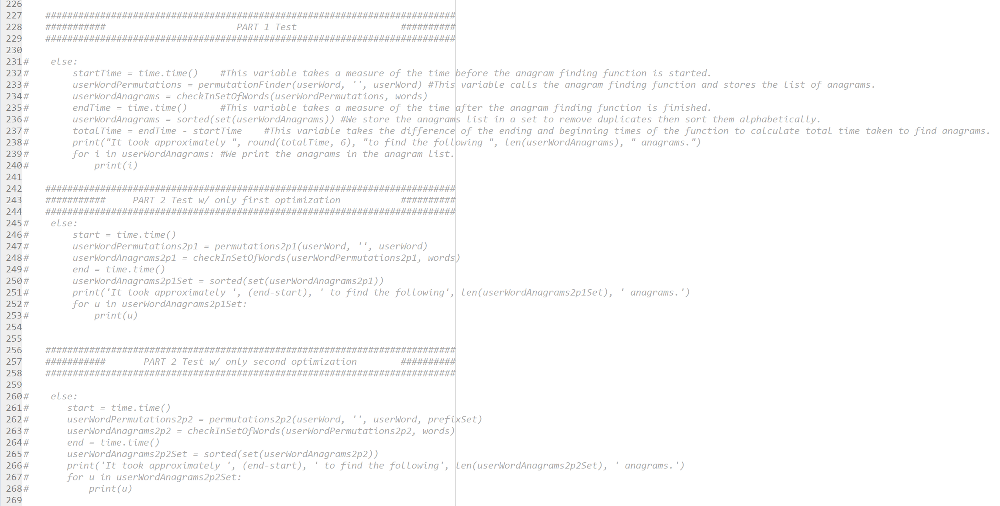 226
227    ###########################################################################
228    ###########                        PART 1 Test                   ##########
229    ###########################################################################
230
231#    else:
232#        startTime = time.time()    #This variable takes a measure of the time before the anagram finding function is started.
233#        userWordPermutations = permutationFinder(userWord, '', userWord) #This variable calls the anagram finding function and stores the list of anagrams.
234#        userWordAnagrams = checkInSetOfWords(userWordPermutations, words)
235#        endTime = time.time()      #This variable takes a measure of the time after the anagram finding function is finished.
236#        userWordAnagrams = sorted(set(userWordAnagrams)) #We store the anagrams list in a set to remove duplicates then sort them alphabetically.
237#        totalTime = endTime - startTime    #This variable takes the difference of the ending and beginning times of the function to calculate total time taken to find anagrams.
238#        print("It took approximately ", round(totalTime, 6), "to find the following ", len(userWordAnagrams), " anagrams.")
239#        for i in userWordAnagrams: #We print the anagrams in the anagram list.
240#            print(i)
241
242    ###########################################################################
243    ###########     PART 2 Test w/ only first optimization           ##########
244    ###########################################################################
245#    else:
246#        start = time.time()
247#        userWordPermutations2p1 = permutations2p1(userWord, '', userWord)
248#        userWordAnagrams2p1 = checkInSetOfWords(userWordPermutations2p1, words)
249#        end = time.time()
250#        userWordAnagrams2p1Set = sorted(set(userWordAnagrams2p1))
251#        print('It took approximately ', (end-start), ' to find the following', len(userWordAnagrams2p1Set), ' anagrams.')
252#        for u in userWordAnagrams2p1Set:
253#            print(u)
254
255
256    ###########################################################################
257    ###########       PART 2 Test w/ only second optimization        ##########
258    ###########################################################################
259
260#    else:
261#       start = time.time()
262#       userWordPermutations2p2 = permutations2p2(userWord, '', userWord, prefixSet)
263#       userWordAnagrams2p2 = checkInSetOfWords(userWordPermutations2p2, words)
264#       end = time.time()
265#       userWordAnagrams2p2Set = sorted(set(userWordAnagrams2p2))
266#       print('It took approximately ', (end-start), ' to find the following', len(userWordAnagrams2p2Set), ' anagrams.')
267#       for u in userWordAnagrams2p2Set:
268#           print(u)
269